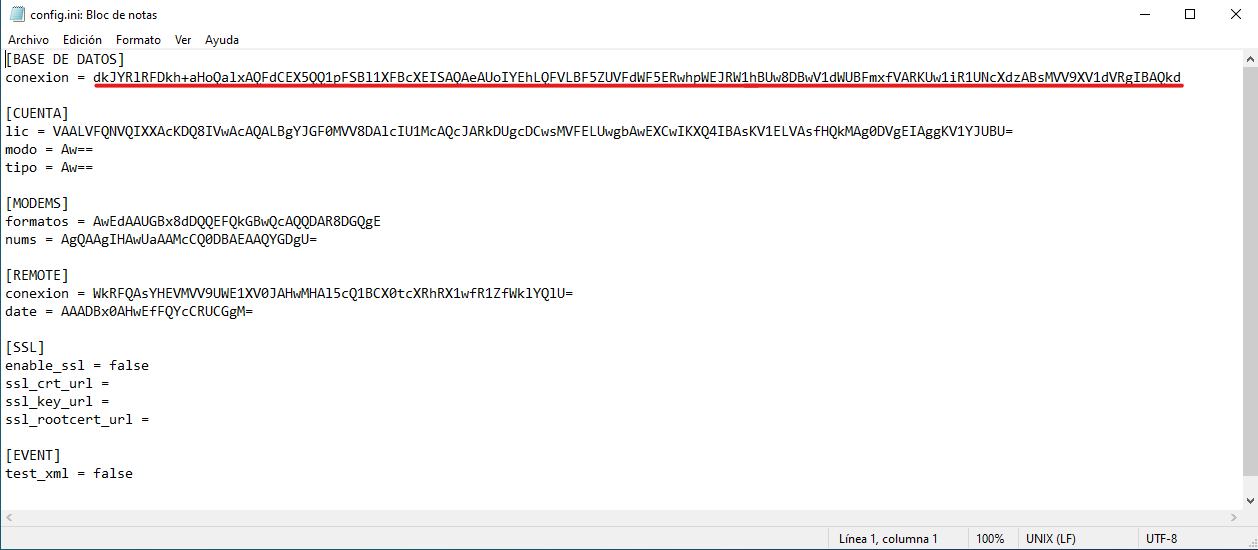 config.ini: Bloc de notas
Archivo Edición Formato Ver Ayuda
[BASE DE DATOS]
conexion = dkJYRlRFDkh+aHoQalxAQFdCEX5QQ1pFSBl1XFBcXEISAQAeAUoIYEhLQFVLBF5ZUVFdWF5ERwhpWEJRW1hBUw8DBwV1dWUBFmxfVARKUw1iR1UNcXdzABsMVV9XV1dVRgIBAQkd

[CUENTA]
lic = VAALVFQNVQIXXAcKDQ8IVwAcAQALBgYJGF0MVV8DAlcIU1McAQcJARkDUgcDCwsMVFELUwgbAwEXCwIKXQ4IBAsKV1ELVAsfHQkMAg0DVgEIAggKV1YJUBU=
modo = Aw==
tipo = Aw==

[MODEMS]
formatos = AwEdAAUGBx8dDQQEFQkGBwQcAQQDAR8DGQgE
nums = AgQAAgIHAwUaAAMcCQ0DBAEAAQYGDgU=

[REMOTE]
conexion = WkRFQAsYHEVMVV9UWE1XV0JAHwMHAl5cQ1BCX0tcXRhRX1wfR1ZfWklYQlU=
date = AAADBx0AHwEfFQYcCRUCGgM=

[SSL]
enable_ssl = false
ssl_crt_url =
ssl_key_url =
ssl_rootcert_url =

[EVENT]
test_xml = false
Línea 1, columna 1 100% UNIX (LF) UTF-8